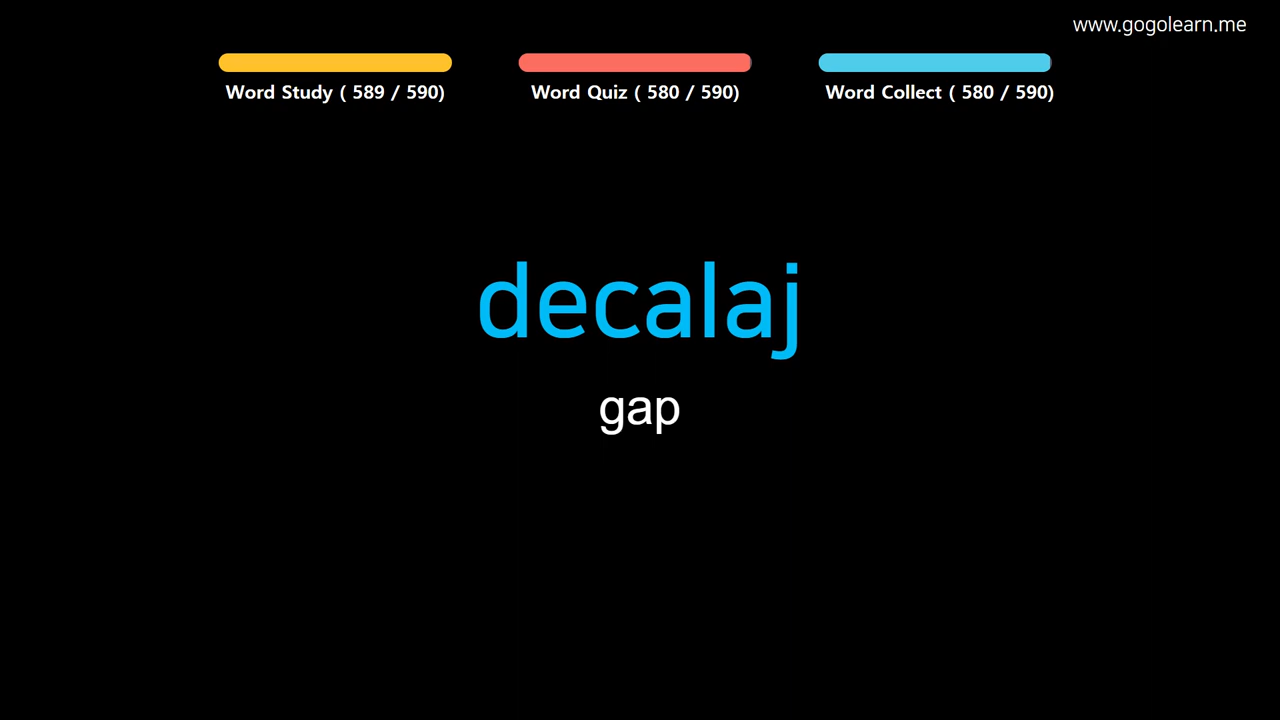 www.gogolearn.me
Word Study ( 589 / 590)
Word Quiz ( 580 / 590)
Word Collect ( 580 / 590)
decalaj
gap